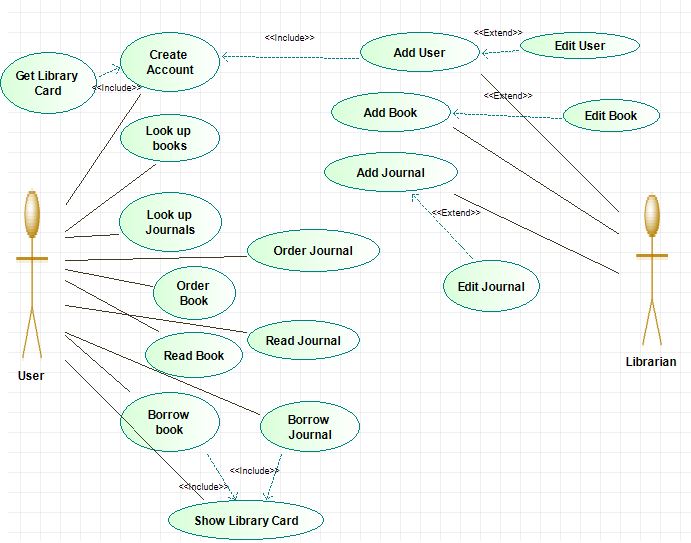 <<Include>>
<<Extend>>
Create
Account
Add User
Edit User
Get Library
Card
<<Include>>
<<Extend>>
Add Book
Edit Book
Look up
books
Add Journal
Look up
Journals
<<Extend>>
Order Journal
Order
Book
Edit Journal
Read Journal
Read Book
User
Librarian
Borrow
book
Borrow
Journal
<<Include>>
<<Include>>
Show Library Card